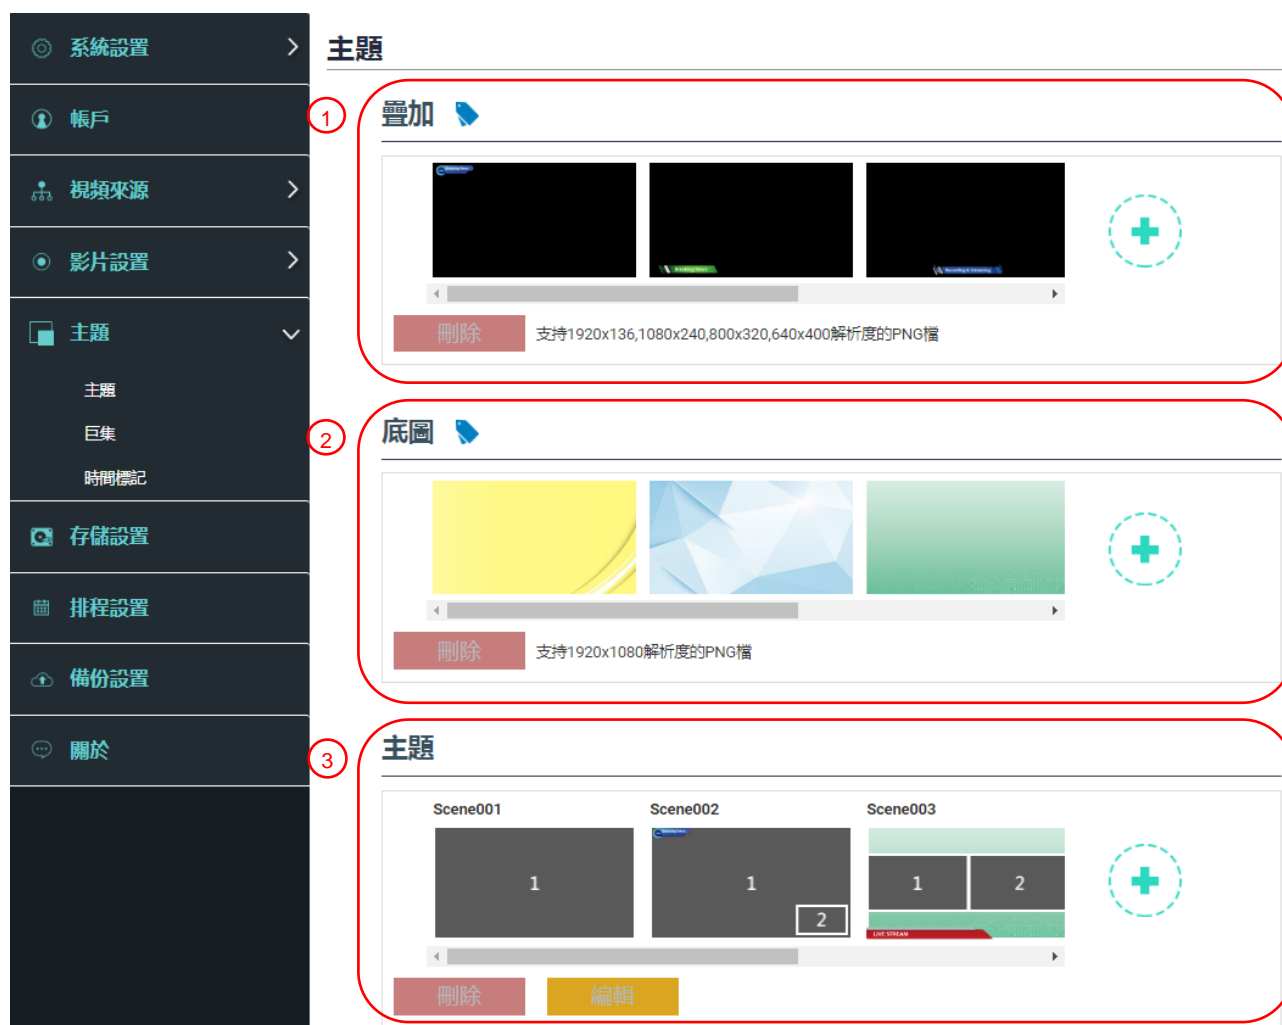 系統設置
帳戶
視頻來源
影片設置
主題
主題
巨集
時間標記
存儲設置
排程設置
備份設置
關於
主題
1
疊加
Breaking News
Recording & Streaming
刪除
支持1920x136,1080x240,800x320,640x400解析度的PNG檔
2
底圖
刪除
支持1920x1080解析度的PNG檔
3
主題
Scene001 Scene002 Scene003
1 1 1 2
2
LIVE STREAM
刪除 編輯